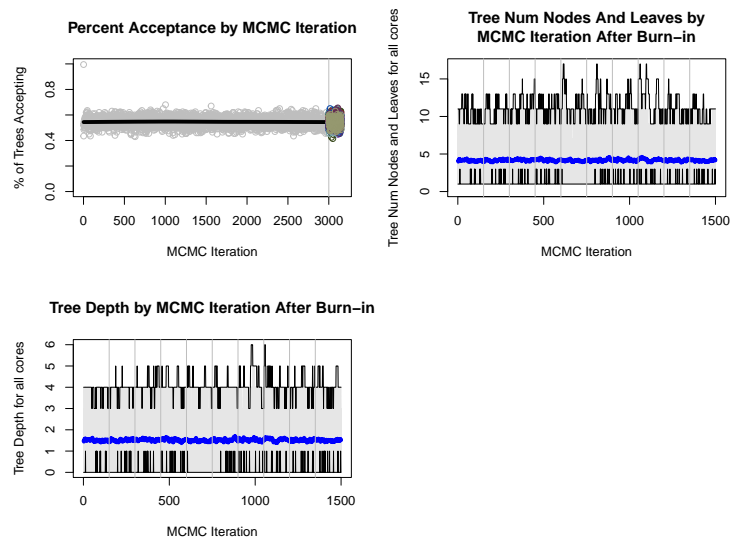 Percent Acceptance by MCMC Iteration
% of Trees Accepting
0.0 0.4 0.8
0 500 1000 1500 2000 2500 3000
MCMC Iteration
Tree Num Nodes And Leaves by
MCMC Iteration After Burn−in
Tree Num Nodes and Leaves for all cores
0 5 10 15
0 500 1000 1500
MCMC Iteration
Tree Depth by MCMC Iteration After Burn−in
Tree Depth for all cores
0 1 2 3 4 5 6
0 500 1000 1500
MCMC Iteration